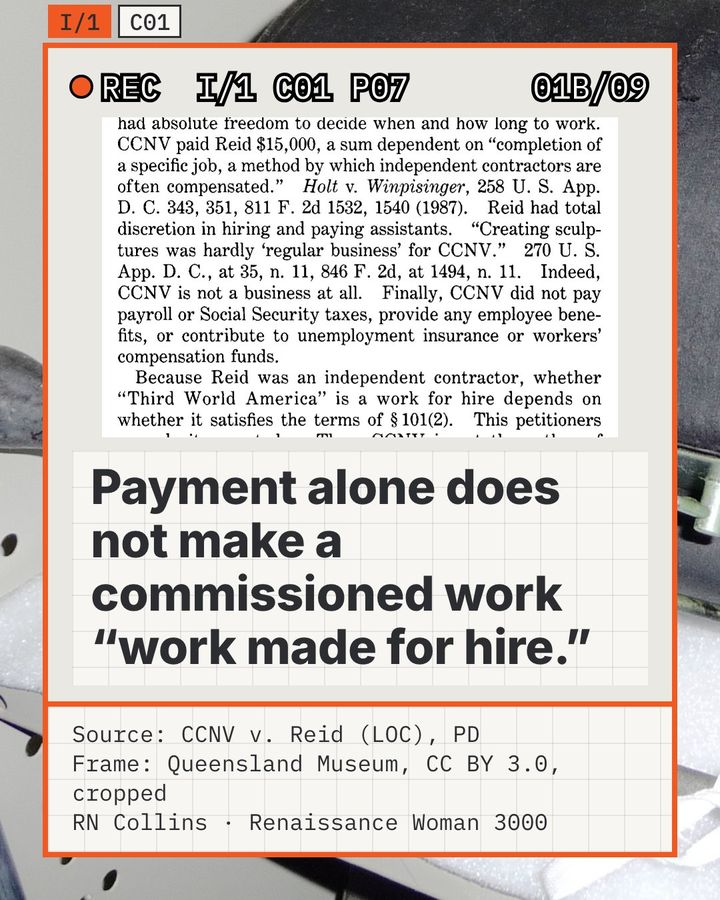 I/1 C01
REC I/1 C01 P07 01B/09
had absolute freedom to decide when and how long to work.
CCNV paid Reid $15,000, a sum dependent on “completion of
a specific job, a method by which independent contractors are
often compensated.” Holt v. Winpisinger, 258 U. S. App.
D. C. 343, 351, 811 F. 2d 1532, 1540 (1987). Reid had total
discretion in hiring and paying assistants. “Creating sculp-
tures was hardly ‘regular business’ for CCNV.” 270 U. S.
App. D. C., at 35, n. 11, 846 F. 2d, at 1494, n. 11. Indeed,
CCNV is not a business at all. Finally, CCNV did not pay
payroll or Social Security taxes, provide any employee bene-
fits, or contribute to unemployment insurance or workers’
compensation funds.
Because Reid was an independent contractor, whether
“Third World America” is a work for hire depends on
whether it satisfies the terms of § 101(2). This petitioners
Payment alone does
not make a
commissioned work
“work made for hire.”
Source: CCNV v. Reid (LOC), PD
Frame: Queensland Museum, CC BY 3.0,
cropped
RN Collins · Renaissance Woman 3000